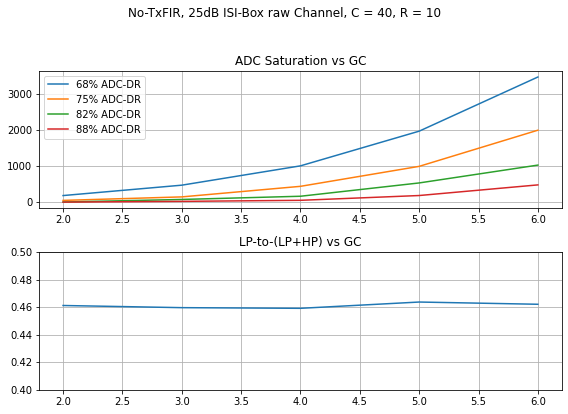 No-TxFIR, 25dB ISI-Box raw Channel, C = 40, R = 10
ADC Saturation vs GC
68% ADC-DR
75% ADC-DR
82% ADC-DR
88% ADC-DR
3000
2000
1000
0
2.0 2.5 3.0 3.5 4.0 4.5 5.0 5.5 6.0
LP-to-(LP+HP) vs GC
0.50
0.48
0.46
0.44
0.42
0.40
2.0 2.5 3.0 3.5 4.0 4.5 5.0 5.5 6.0